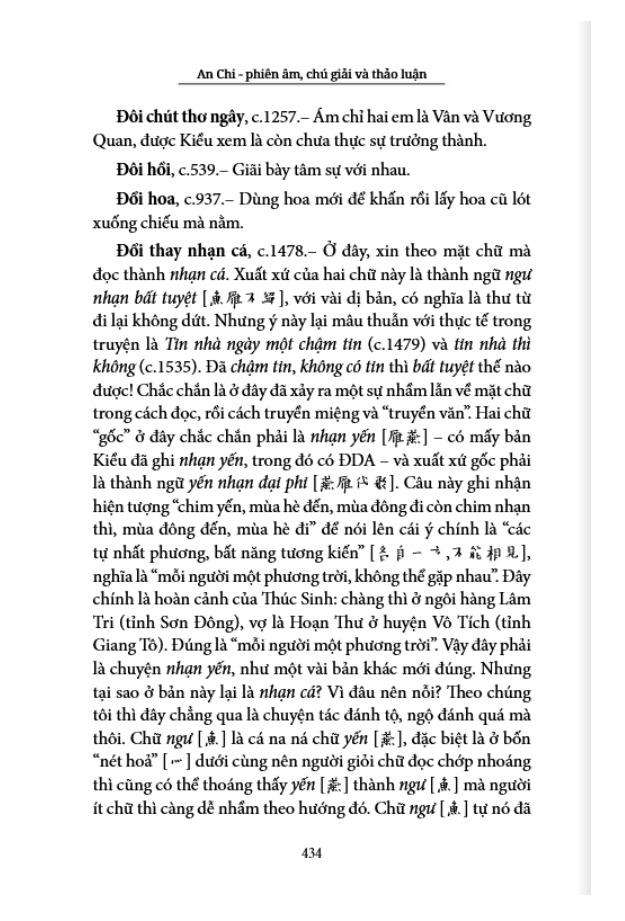 An Chi - phiên âm, chú giải và thảo luận
Đôi chút thơ ngây, c.1257.– Ám chỉ hai em là Vân và Vương
Quan, được Kiều xem là còn chưa thực sự trưởng thành.
Đôi hồi, c.539.– Giãi bày tâm sự với nhau.
Đổi hoa, c.937.– Dùng hoa mới để khấn rồi lấy hoa cũ lót
xuống chiếu mà nằm.
Đổi thay nhạn cá, c.1478.– Ở đây, xin theo mặt chữ mà
đọc thành nhạn cá. Xuất xứ của hai chữ này là thành ngữ ngư
nhạn bất tuyệt [魚雁不], với vài dị bản, có nghĩa là thư từ
đi lại không dứt. Nhưng ý này lại mâu thuẫn với thực tế trong
truyện là Tin nhà ngày một chậm tin (c.1479) và tin nhà thì
không (c.1535). Đã chậm tin, không có tin thì bất tuyệt thế nào
được! Chắc chắn là ở đây đã xảy ra một sự nhầm lẫn về mặt chữ
trong cách đọc, rồi cách truyền miệng và “truyền văn”. Hai chữ
“gốc” ở đây chắc chắn phải là nhạn yến [雁燕] – có mấy bản
Kiều đã ghi nhạn yến, trong đó có ĐDA – và xuất xứ gốc phải
là thành ngữ yến nhạn đại phi [燕雁代飛]. Câu này ghi nhận
hiện tượng “chim yến, mùa hè đến, mùa đông đi còn chim nhạn
thì, mùa đông đến, mùa hè đi” để nói lên cái ý chính là “các
tự nhất phương, bất năng tương kiến” [各自一方,不能相見],
nghĩa là “mỗi người một phương trời, không thể gặp nhau”. Đây
chính là hoàn cảnh của Thúc Sinh: chàng thì ở ngôi hàng Lâm
Tri (tỉnh Sơn Đông), vợ là Hoạn Thư ở huyện Vô Tích (tỉnh
Giang Tô). Đúng là “mỗi người một phương trời”. Vậy đây phải
là chuyện nhạn yến, như một vài bản khác mới đúng. Nhưng
tại sao ở bản này lại là nhạn cá? Vì đâu nên nỗi? Theo chúng
tôi thì đây chẳng qua là chuyện tác đánh tộ, ngộ đánh quá mà
thôi. Chữ ngư [魚] là cá na ná chữ yến [燕], đặc biệt là ở bốn
“nét hoả” [灬] dưới cùng nên người giỏi chữ đọc chớp nhoáng
thì cũng có thể thoáng thấy yến [燕] thành ngư [魚] mà người
ít chữ thì càng dễ nhầm theo hướng đó. Chữ ngư [魚] tự nó đã
434